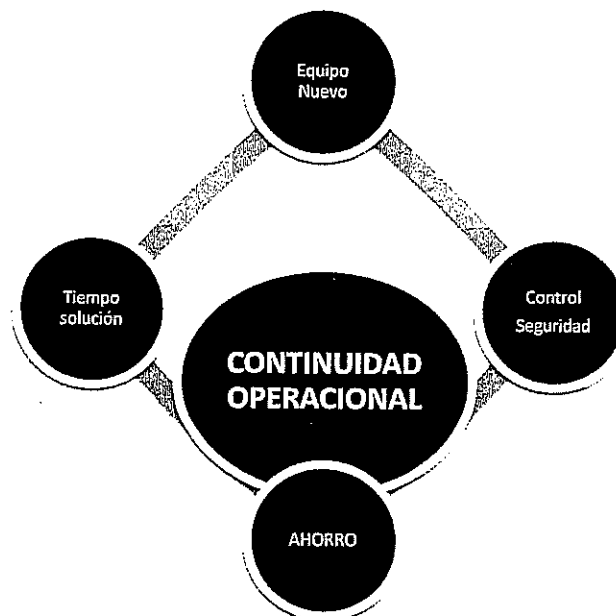 Equipo
Nuevo
Tiempo
solución
Control
Seguridad
CONTINUIDAD
OPERACIONAL
AHORRO